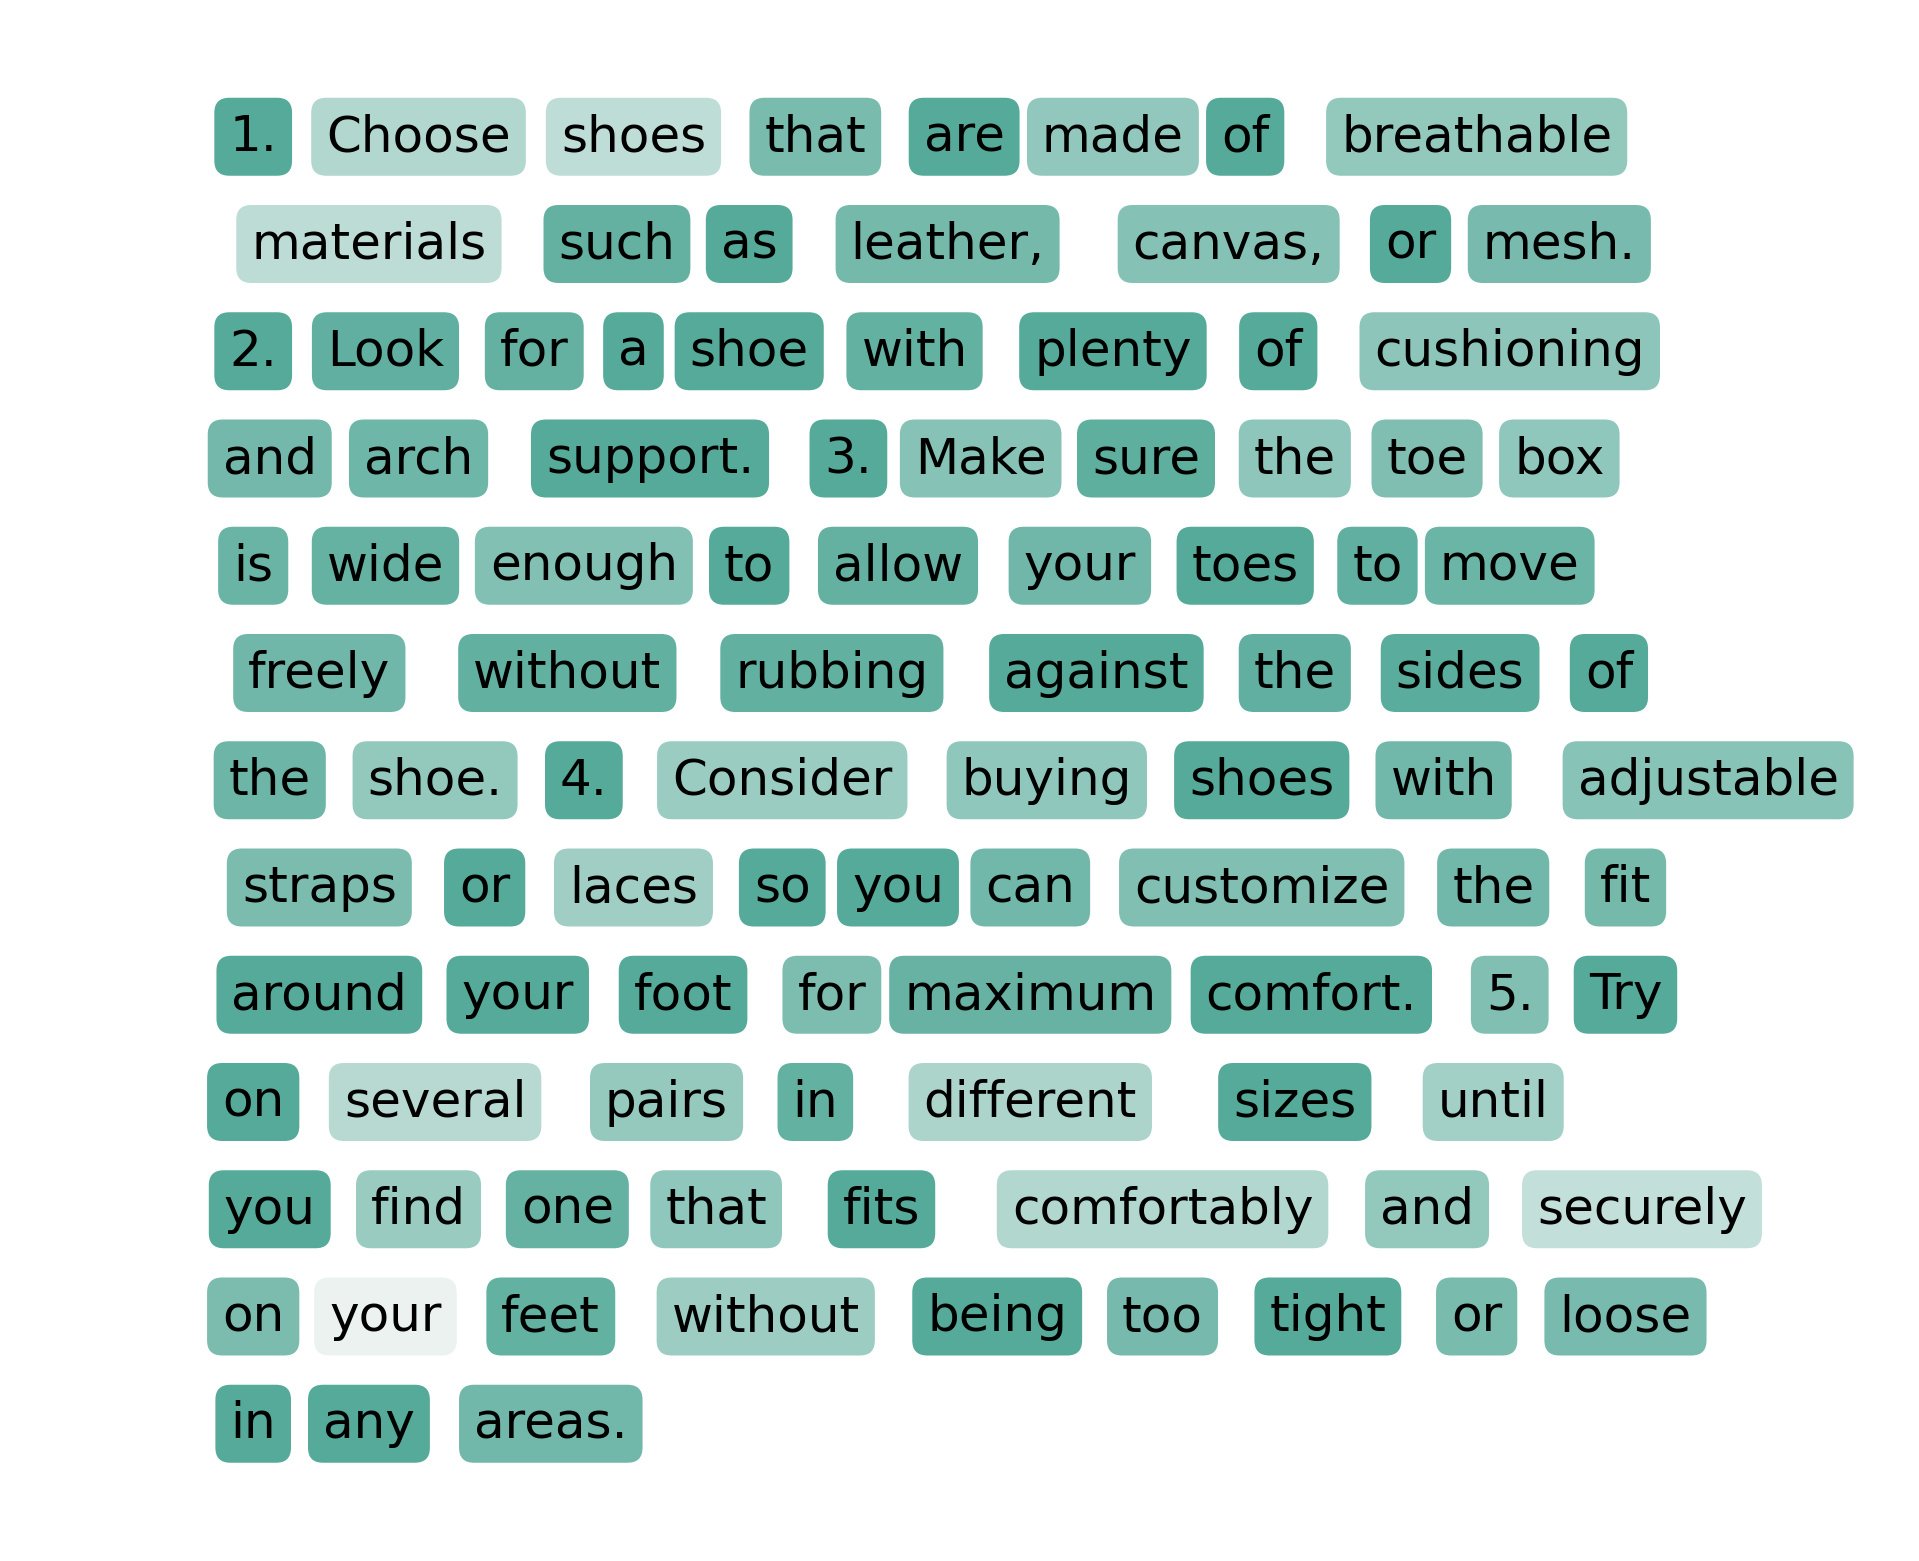 1. Choose shoes that are made of breathable
materials such as leather, canvas, or mesh.
2. Look for a shoe with plenty of cushioning
and arch support. 3. Make sure the toe box
is wide enough to allow your toes to move
freely without rubbing against the sides of
the shoe. 4. Consider buying shoes with adjustable
straps or laces so you can customize the fit
around your foot for maximum comfort. 5. Try
on several pairs in different sizes until
you find one that fits comfortably and securely
on your feet without being too tight or loose
in any areas.